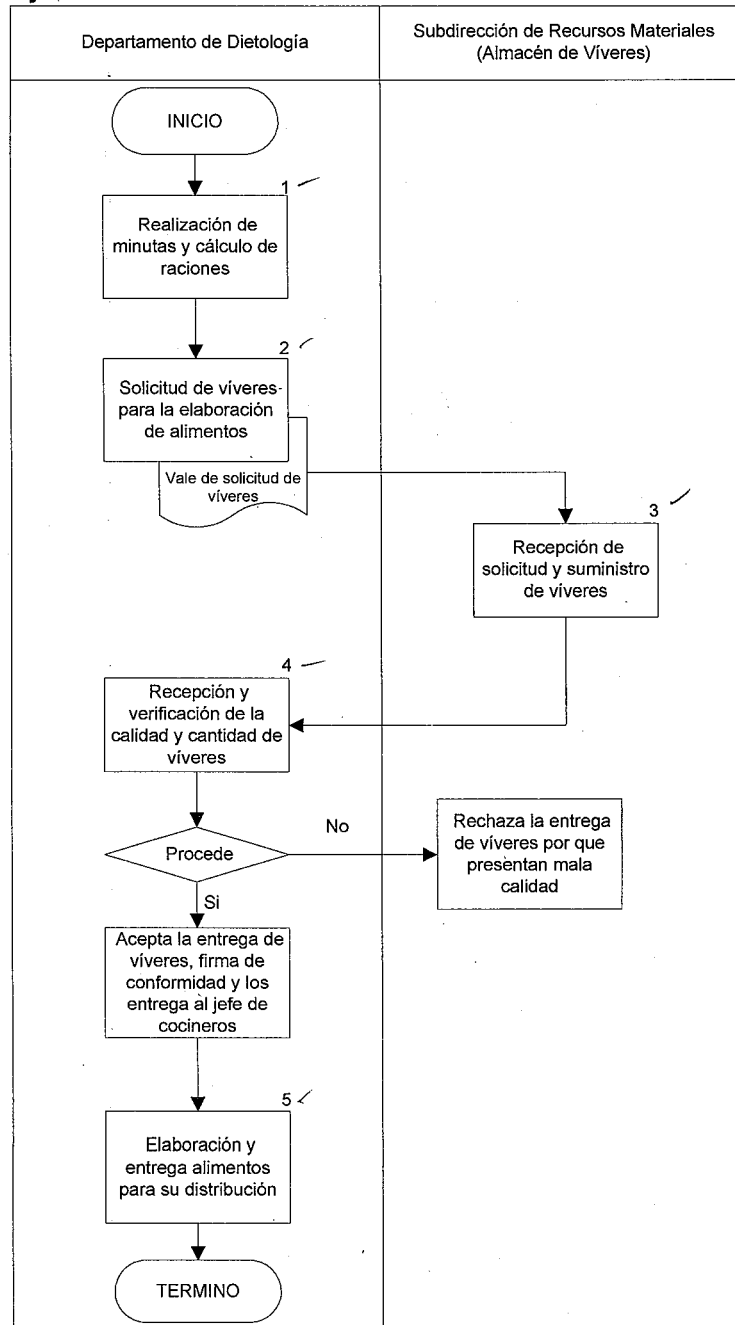 Departamento de Dietología
Subdirección de Recursos Materiales
(Almacén de Víveres)
INICIO
1
Realización de
minutas y cálculo de
raciones
2
Solicitud de víveres
para la elaboración
de alimentos
Vale de solicitud de
víveres
3
Recepción de
solicitud y suministro
de víveres
4
Recepción y
verificación de la
calidad y cantidad de
víveres
Procede
No
Rechaza la entrega
de víveres por que
presentan mala
calidad
Si
Acepta la entrega de
víveres, firma de
conformidad y los
entrega al jefe de
cocineros
5
Elaboración y
entrega alimentos
para su distribución
TERMINO